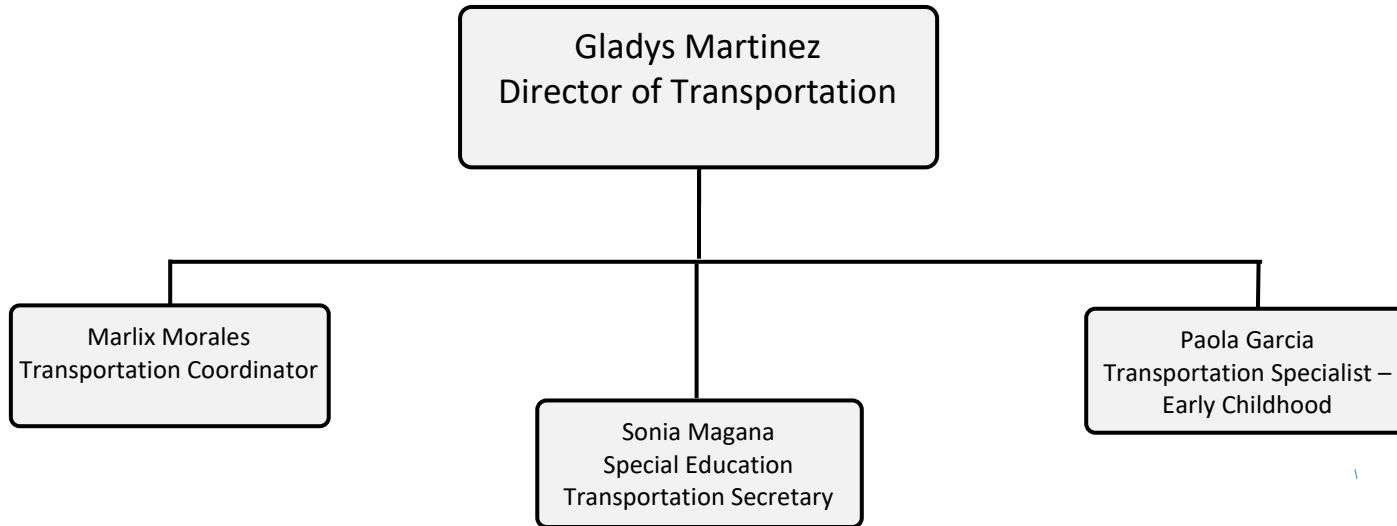 Gladys Martinez
Director of Transportation
Marlix Morales
Transportation Coordinator
Sonia Magana
Special Education
Transportation Secretary
Paola Garcia
Transportation Specialist –
Early Childhood
\